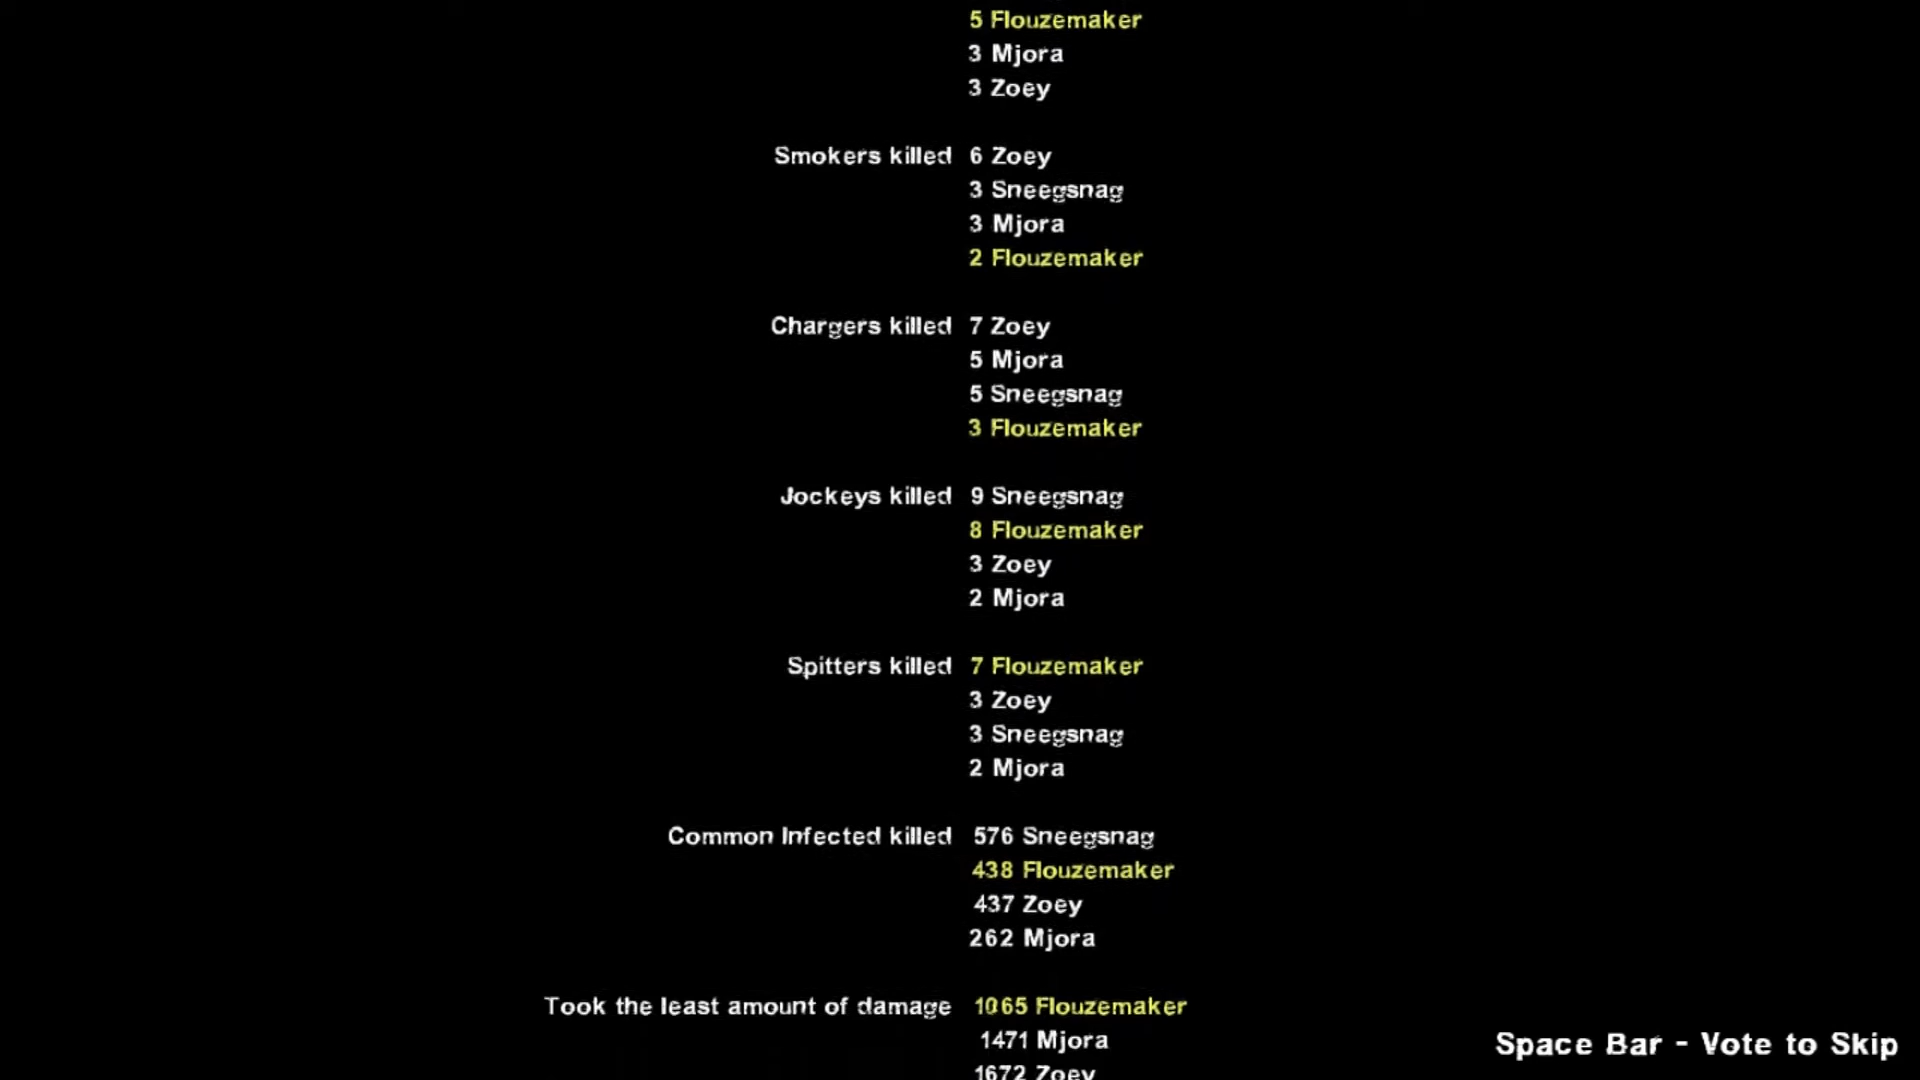 5 Flouzemaker
3 Mjora
3 Zoey
Smokers killed 6 Zoey
3 Sneegsnag
3 Mjora
2 Flouzemaker
Chargers killed 7 Zoey
5 Mjora
5 Sneegsnag
3 Flouzemaker
Jockeys killed 9 Sneegsnag
8 Flouzemaker
3 Zoey
2 Mjora
Spitters killed 7 Flouzemaker
3 Zoey
3 Sneegsnag
2 Mjora
Common Infected killed 576 Sneegsnag
438 Flouzemaker
437 Zoey
262 Mjora
Took the least amount of damage 1065 Flouzemaker
1471 Mjora
1672 Zoey
Space Bar - Vote to Skip